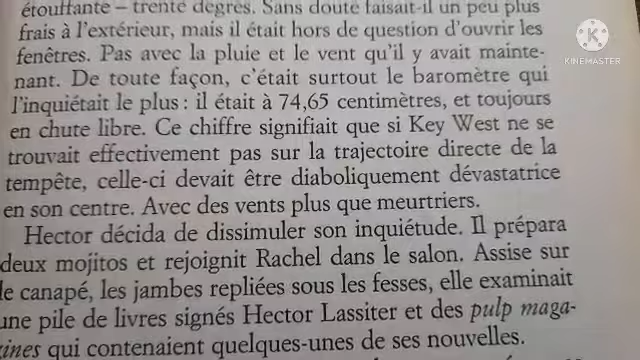 étouffante – trente degrés. Sans doute faisait-il un peu plus
frais à l'extérieur, mais il était hors de question d'ouvrir les
fenêtres. Pas avec la pluie et le vent qu'il y avait mainte-
nant. De toute façon, c'était surtout le baromètre qui
l'inquiétait le plus : il était à 74,65 centimètres, et toujours
en chute libre. Ce chiffre signifiait que si Key West ne se
trouvait effectivement pas sur la trajectoire directe de la
tempête, celle-ci devait être diaboliquement dévastatrice
en son centre. Avec des vents plus que meurtriers.
Hector décida de dissimuler son inquiétude. Il prépara
deux mojitos et rejoignit Rachel dans le salon. Assise sur
le canapé, les jambes repliées sous les fesses, elle examinait
une pile de livres signés Hector Lassiter et des pulp maga-
zines qui contenaient quelques-unes de ses nouvelles.
KINEMASTER